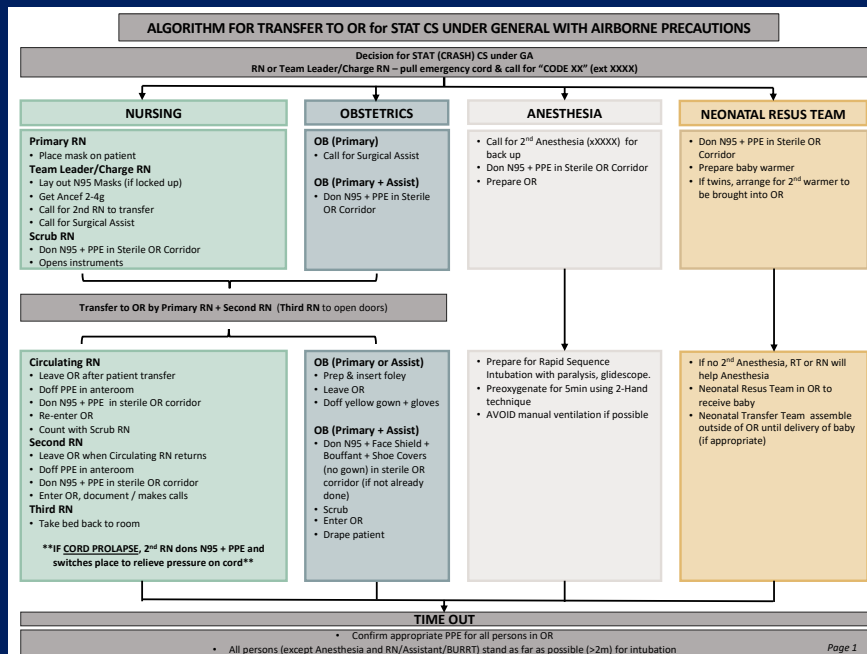 ALGORITHM FOR TRANSFER TO OR for STAT CS UNDER GENERAL WITH AIRBORNE PRECAUTIONS
Decision for STAT (CRASH) CS under GA
RN or Team Leader/Charge RN – pull emergency cord & call for “CODE XX” (ext XXXX)
NURSING
Primary RN
• Place mask on patient
Team Leader/Charge RN
• Lay out N95 Masks (if locked up)
• Get Ancef 2-4g
• Call for 2nd RN to transfer
• Call for Surgical Assist
Scrub RN
• Don N95 + PPE in Sterile OR Corridor
• Opens instruments
OBSTETRICS
OB (Primary)
• Call for Surgical Assist
OB (Primary + Assist)
• Don N95 + PPE in Sterile
OR Corridor
ANESTHESIA
• Call for 2nd Anesthesia (xXXXX) for
back up
• Don N95 + PPE in Sterile OR Corridor
• Prepare OR
NEONATAL RESUS TEAM
• Don N95 + PPE in Sterile OR
Corridor
• Prepare baby warmer
• If twins, arrange for 2nd warmer to
be brought into OR
Transfer to OR by Primary RN + Second RN (Third RN to open doors)
Circulating RN
• Leave OR after patient transfer
• Doff PPE in anteroom
• Don N95 + PPE in sterile OR corridor
• Re-enter OR
• Count with Scrub RN
Second RN
• Leave OR when Circulating RN returns
• Doff PPE in anteroom
• Don N95 + PPE in sterile OR corridor
• Enter OR, document / makes calls
Third RN
• Take bed back to room
**IF CORD PROLAPSE, 2nd RN dons N95 + PPE and
switches place to relieve pressure on cord**
OB (Primary or Assist)
• Prep & insert foley
• Leave OR
• Doff yellow gown + gloves
OB (Primary + Assist)
• Don N95 + Face Shield +
Bouffant + Shoe Covers
(no gown) in sterile OR
corridor (if not already
done)
• Scrub
• Enter OR
• Drape patient
• Prepare for Rapid Sequence
Intubation with paralysis, glidescope.
• Preoxygenate for 5min using 2-Hand
technique
• AVOID manual ventilation if possible
• If no 2nd Anesthesia, RT or RN will
help Anesthesia
• Neonatal Resus Team in OR to
receive baby
• Neonatal Transfer Team assemble
outside of OR until delivery of baby
(if appropriate)
TIME OUT
• Confirm appropriate PPE for all persons in OR
• All persons (except Anesthesia and RN/Assistant/BURRT) stand as far as possible (>2m) for intubation
Page 1